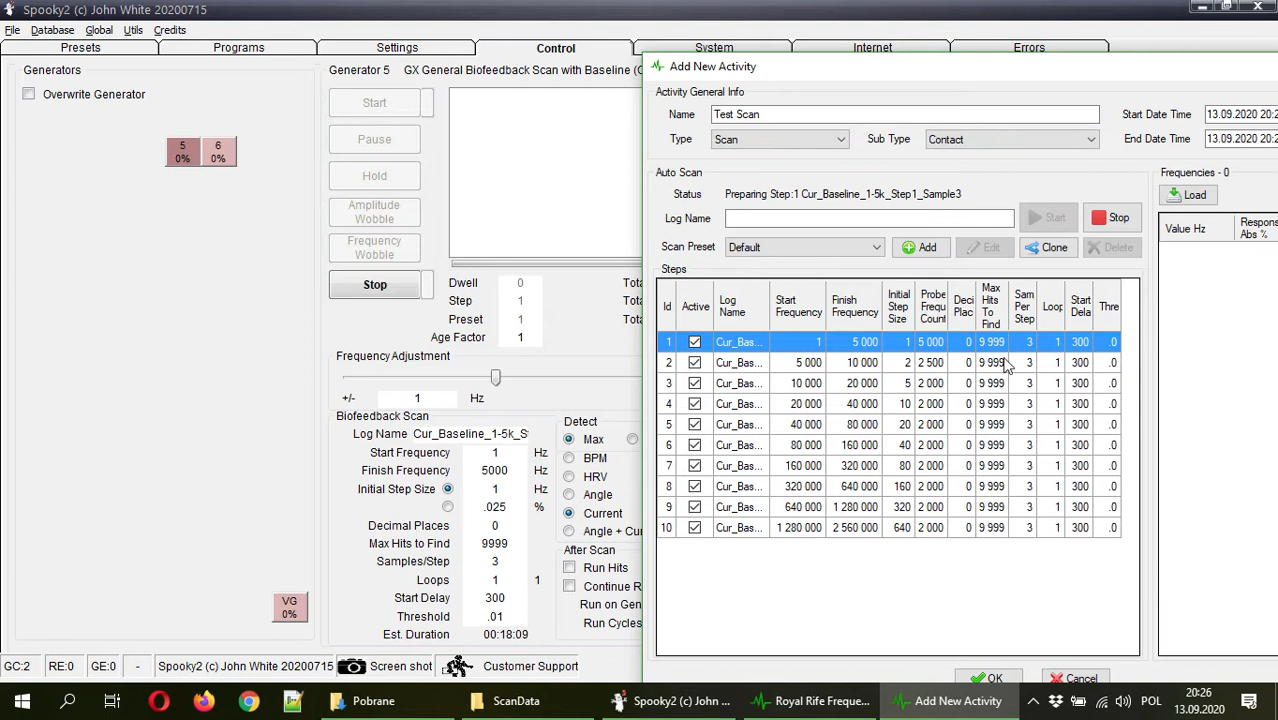 Spooky2 (c) John White 20200715
File Database Global Utils Credits
Presets Programs Settings Control System Internet Errors
Generators
Overwrite Generator
5 6
0% 0%
VG
0%
Generator 5 GX General Biofeedback Scan with Baseline (C
Start
Pause
Hold
Amplitude
Wobble
Frequency
Wobble
Stop
Dwell 0 Tota
Step 1 Tota
Preset 1 Tota
Age Factor 1
Frequency Adjustment
+/- 1 Hz
Biofeedback Scan
Log Name Cur_Baseline_1-5k_S
Start Frequency 1 Hz
Finish Frequency 5000 Hz
Initial Step Size 1 Hz
.025 %
Decimal Places 0
Max Hits to Find 9999
Samples/Step 3
Loops 1 1
Start Delay 300
Threshold .01
Est. Duration 00:18:09
Detect
Max
BPM
HRV
Angle
Current
Angle + Cu
After Scan
Run Hits
Continue R
Run on Gen
Run Cycles
GC:2 RE:0 GE:0 - Spooky2 (c) John White 20200715 Screen shot Customer Support
Add New Activity
Activity General Info
Name Test Scan Start Date Time 13.09.2020 20:2
Type Scan Sub Type Contact End Date Time 13.09.2020 20:2
Auto Scan
Status Preparing Step:1 Cur_Baseline_1-5k_Step1_Sample3
Log Name Start Stop
Scan Preset Default Add Edit Clone Delete
Steps
Id Active Log Name Start Frequency Finish Frequency Initial Step Size Probe Frequ Count Deci Plac Max Hits To Find Sam Per Step Loop Start Dela Thre
1 Cur_Bas... 1 5 000 1 5 000 0 9 999 3 1 300 .0
2 Cur_Bas... 5 000 10 000 2 2 500 0 9 999 3 1 300 .0
3 Cur_Bas... 10 000 20 000 5 2 000 0 9 999 3 1 300 .0
4 Cur_Bas... 20 000 40 000 10 2 000 0 9 999 3 1 300 .0
5 Cur_Bas... 40 000 80 000 20 2 000 0 9 999 3 1 300 .0
6 Cur_Bas... 80 000 160 000 40 2 000 0 9 999 3 1 300 .0
7 Cur_Bas... 160 000 320 000 80 2 000 0 9 999 3 1 300 .0
8 Cur_Bas... 320 000 640 000 160 2 000 0 9 999 3 1 300 .0
9 Cur_Bas... 640 000 1 280 000 320 2 000 0 9 999 3 1 300 .0
10 Cur_Bas... 1 280 000 2 560 000 640 2 000 0 9 999 3 1 300 .0
Frequencies - 0
Load
Value Hz Respons Abs %
OK Cancel
Pobrane ScanData Spooky2 (c) John ... Royal Rife Freque... Add New Activity POL 20:26
13.09.2020